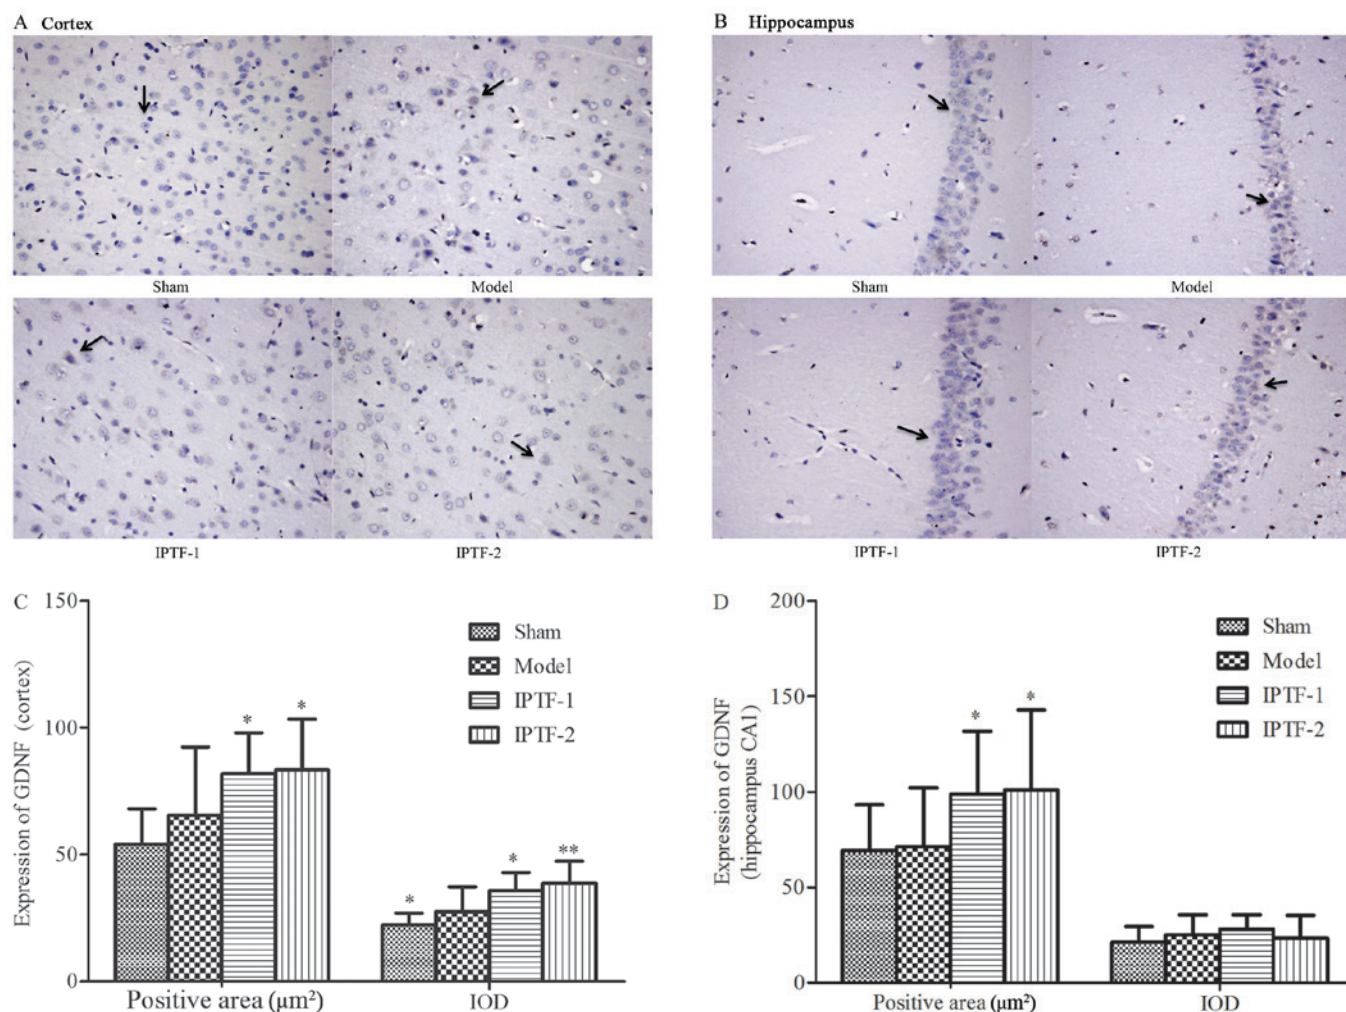 A Cortex
B Hippocampus
Sham
Model
Sham
Model
IPTF-1
IPTF-2
IPTF-1
IPTF-2
C
Expression of GDNF (cortex)
150
100
50
0
Sham
Model
IPTF-1
IPTF-2
*
*
*
*
**
Positive area (μm²)
IOD
D
Expression of GDNF
(hippocampus CA1)
200
150
100
50
0
Sham
Model
IPTF-1
IPTF-2
*
*
Positive area (μm²)
IOD